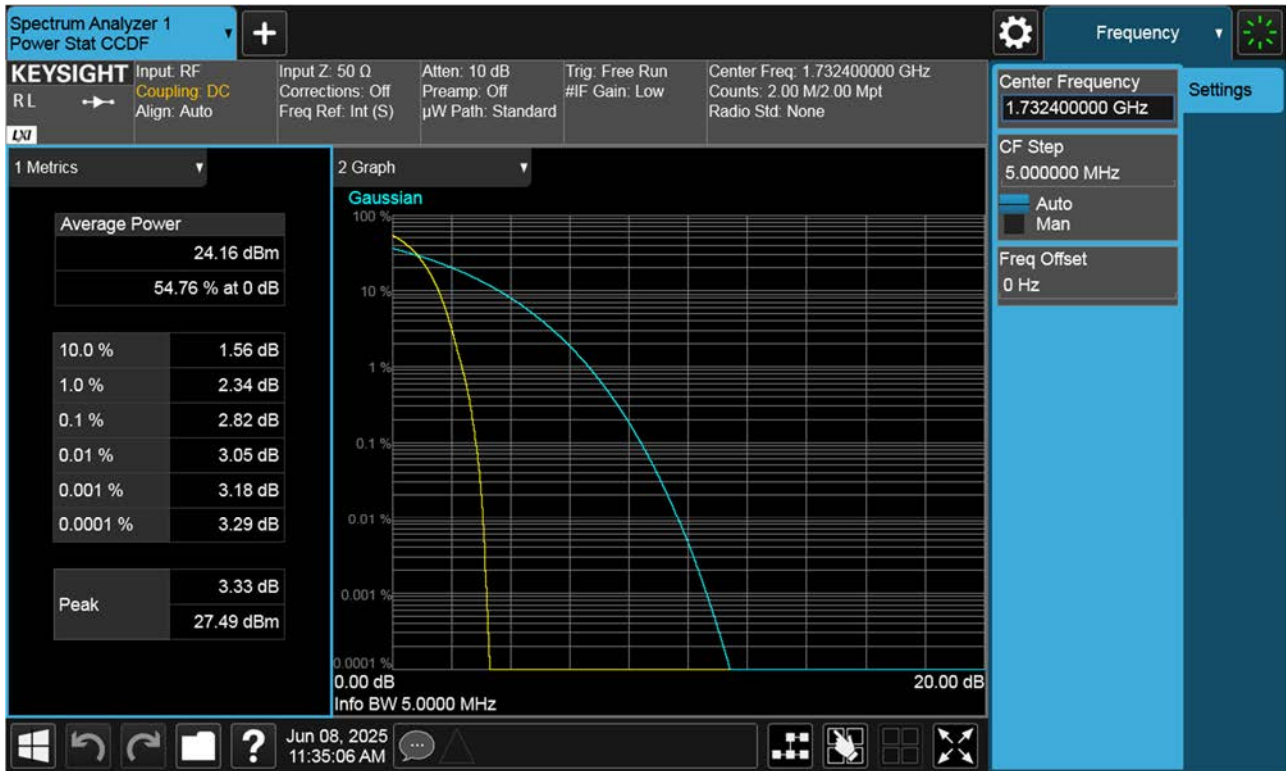 Spectrum Analyzer 1
Power Stat CCDF
+
Frequency
KEYSIGHT
R L
LXI
Input: RF
Coupling: DC
Align: Auto
Input Z: 50 Ω
Corrections: Off
Freq Ref: Int (S)
Atten: 10 dB
Preamp: Off
µW Path: Standard
Trig: Free Run
#IF Gain: Low
Center Freq: 1.732400000 GHz
Counts: 2.00 M/2.00 Mpt
Radio Std: None
Center Frequency
1.732400000 GHz
Settings
CF Step
5.000000 MHz
Auto
Man
Freq Offset
0 Hz
1 Metrics
Average Power
24.16 dBm
54.76 % at 0 dB
10.0 % 1.56 dB
1.0 % 2.34 dB
0.1 % 2.82 dB
0.01 % 3.05 dB
0.001 % 3.18 dB
0.0001 % 3.29 dB
Peak
3.33 dB
27.49 dBm
2 Graph
Gaussian
100 %
10 %
1 %
0.1 %
0.01 %
0.001 %
0.0001 %
0.00 dB 20.00 dB
Info BW 5.0000 MHz
?
Jun 08, 2025
11:35:06 AM